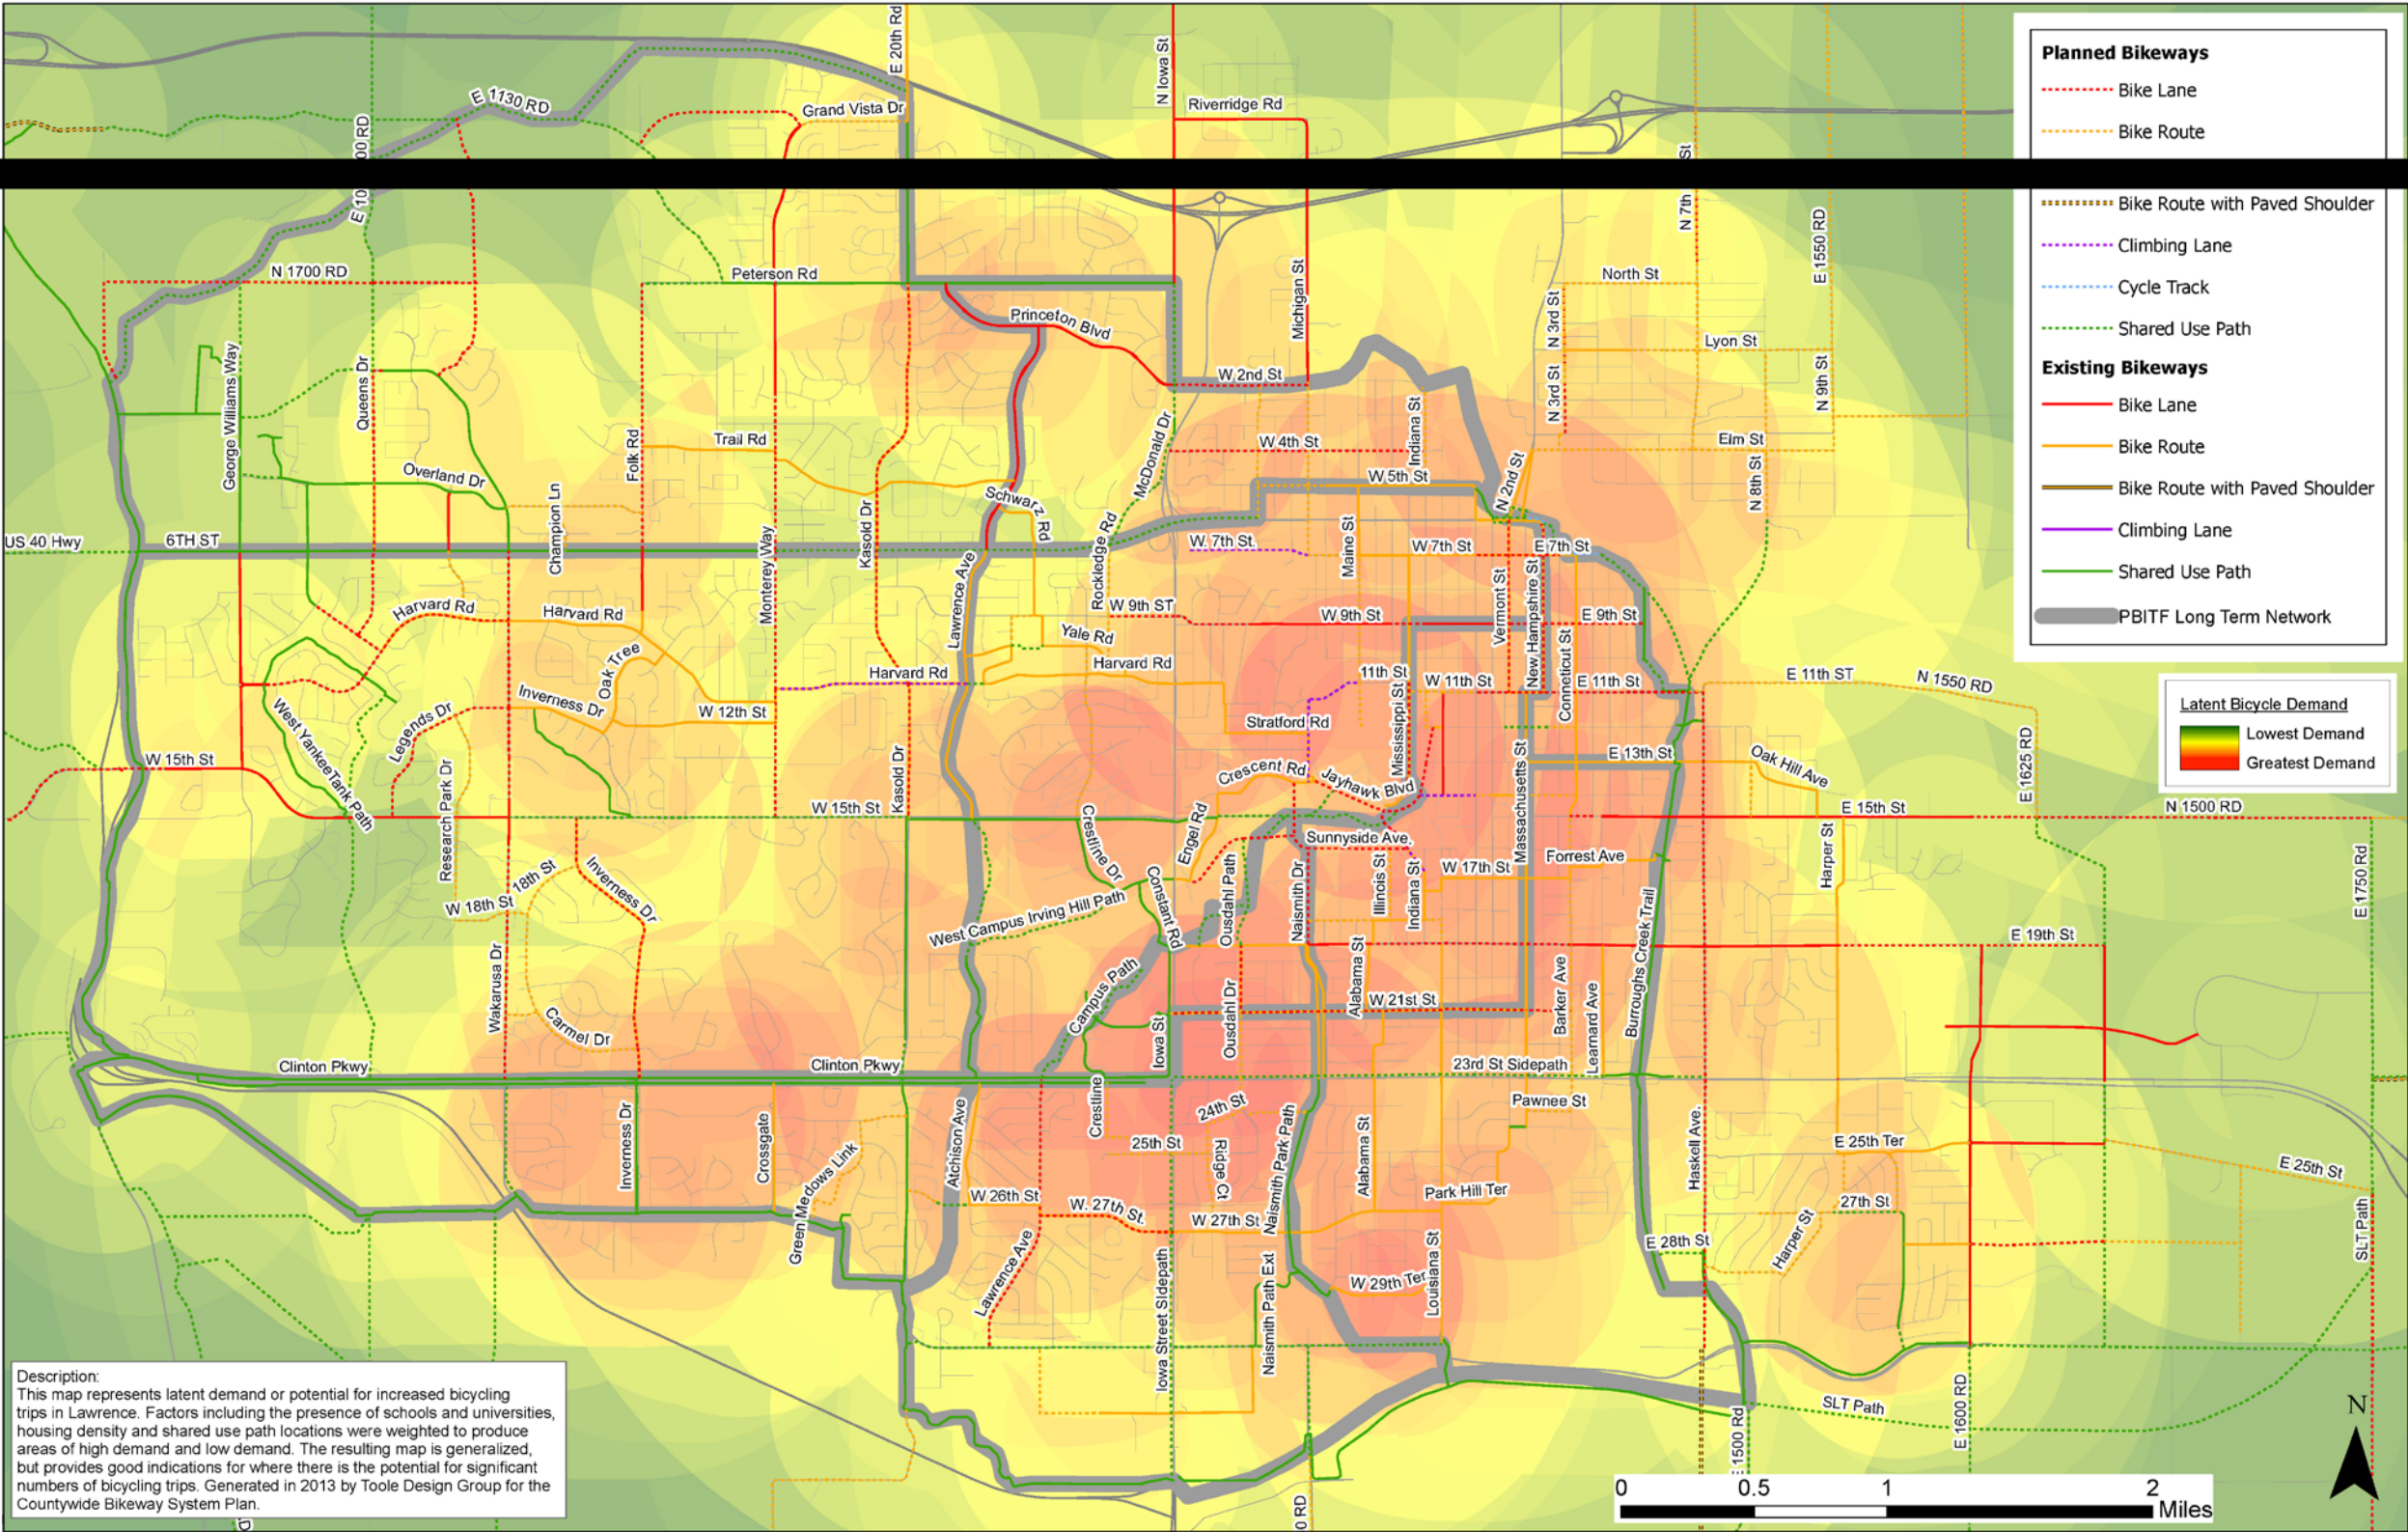 E 20th Rd
N Iowa St
Grand Vista Dr
Riverridge Rd
E 1130 RD
00 RD
St
Planned Bikeways
Bike Lane
Bike Route
Bike Route with Paved Shoulder
Climbing Lane
Cycle Track
Shared Use Path
Existing Bikeways
Bike Lane
Bike Route
Bike Route with Paved Shoulder
Climbing Lane
Shared Use Path
PBITF Long Term Network
Latent Bicycle Demand
Lowest Demand
Greatest Demand
E 10
N 7th
E 1550 RD
N 1700 RD
Peterson Rd
North St
Michigan St
N 3rd St
Princeton Blvd
Lyon St
George Williams Way
Queens Dr
W 2nd St
N 3rd St
N 9th St
Folk Rd
Trail Rd
McDonald Dr
W 4th St
Indiana St
Elm St
Overland Dr
Champion Ln
Schwarz Rd
W 5th St
N 2nd St
N 8th St
US 40 Hwy
6TH ST
Monterey Way
Kasold Dr
Rockledge Rd
W. 7th St.
Maine St
W 7th St
E 7th St
Lawrence Ave
Harvard Rd
Harvard Rd
W 9th ST
W 9th St
Vermont St
New Hampshire St
E 9th St
Yale Rd
Harvard Rd
Harvard Rd
Oak Tree
Connecticut St
11th St
W 11th St
E 11th St
E 11th ST
N 1550 RD
West YankeeTank Path
Legends Dr
Inverness Dr
W 12th St
Stratford Rd
Mississippi St
Massachusetts St
E 13th St
Oak Hill Ave
E 1625 RD
W 15th St
Research Park Dr
Kasold Dr
Crescent Rd
Jayhawk Blvd
W 15th St
Crestline Dr
Engel Rd
Sunnyside Ave.
E 15th St
N 1500 RD
Inverness Dr
18th St
W 18th St
West Campus Irving Hill Path
Constant Rd
Ousdahl Path
Naismith Dr
Illinois St
Indiana St
W 17th St
Forrest Ave
Harper St
E 1750 Rd
Burroughs Creek Trail
Wakarusa Dr
Carmel Dr
Campus Path
Iowa St
Ousdahl Dr
Alabama St
W 21st St
Barker Ave
Learnard Ave
E 19th St
Clinton Pkwy
Clinton Pkwy
23rd St Sidepath
Inverness Dr
Crossgate
Green Medows Link
Atchison Ave
Crestline
24th St
25th St
Ridge Ct
Naismith Park Path
Alabama St
Pawnee St
Haskell Ave.
E 25th Ter
E 25th St
W 26th St
W. 27th St.
W 27th St
Park Hill Ter
27th St
Harper St
SLT Path
Lawrence Ave
Iowa Street Sidepath
Naismith Path Ext
W 29th Ter
Louisiana St
E 28th St
SLT Path
E 1500 Rd
E 1600 RD
0 RD
Description:
This map represents latent demand or potential for increased bicycling
trips in Lawrence. Factors including the presence of schools and universities,
housing density and shared use path locations were weighted to produce
areas of high demand and low demand. The resulting map is generalized,
but provides good indications for where there is the potential for significant
numbers of bicycling trips. Generated in 2013 by Toole Design Group for the
Countywide Bikeway System Plan.
N
0 0.5 1 2
Miles